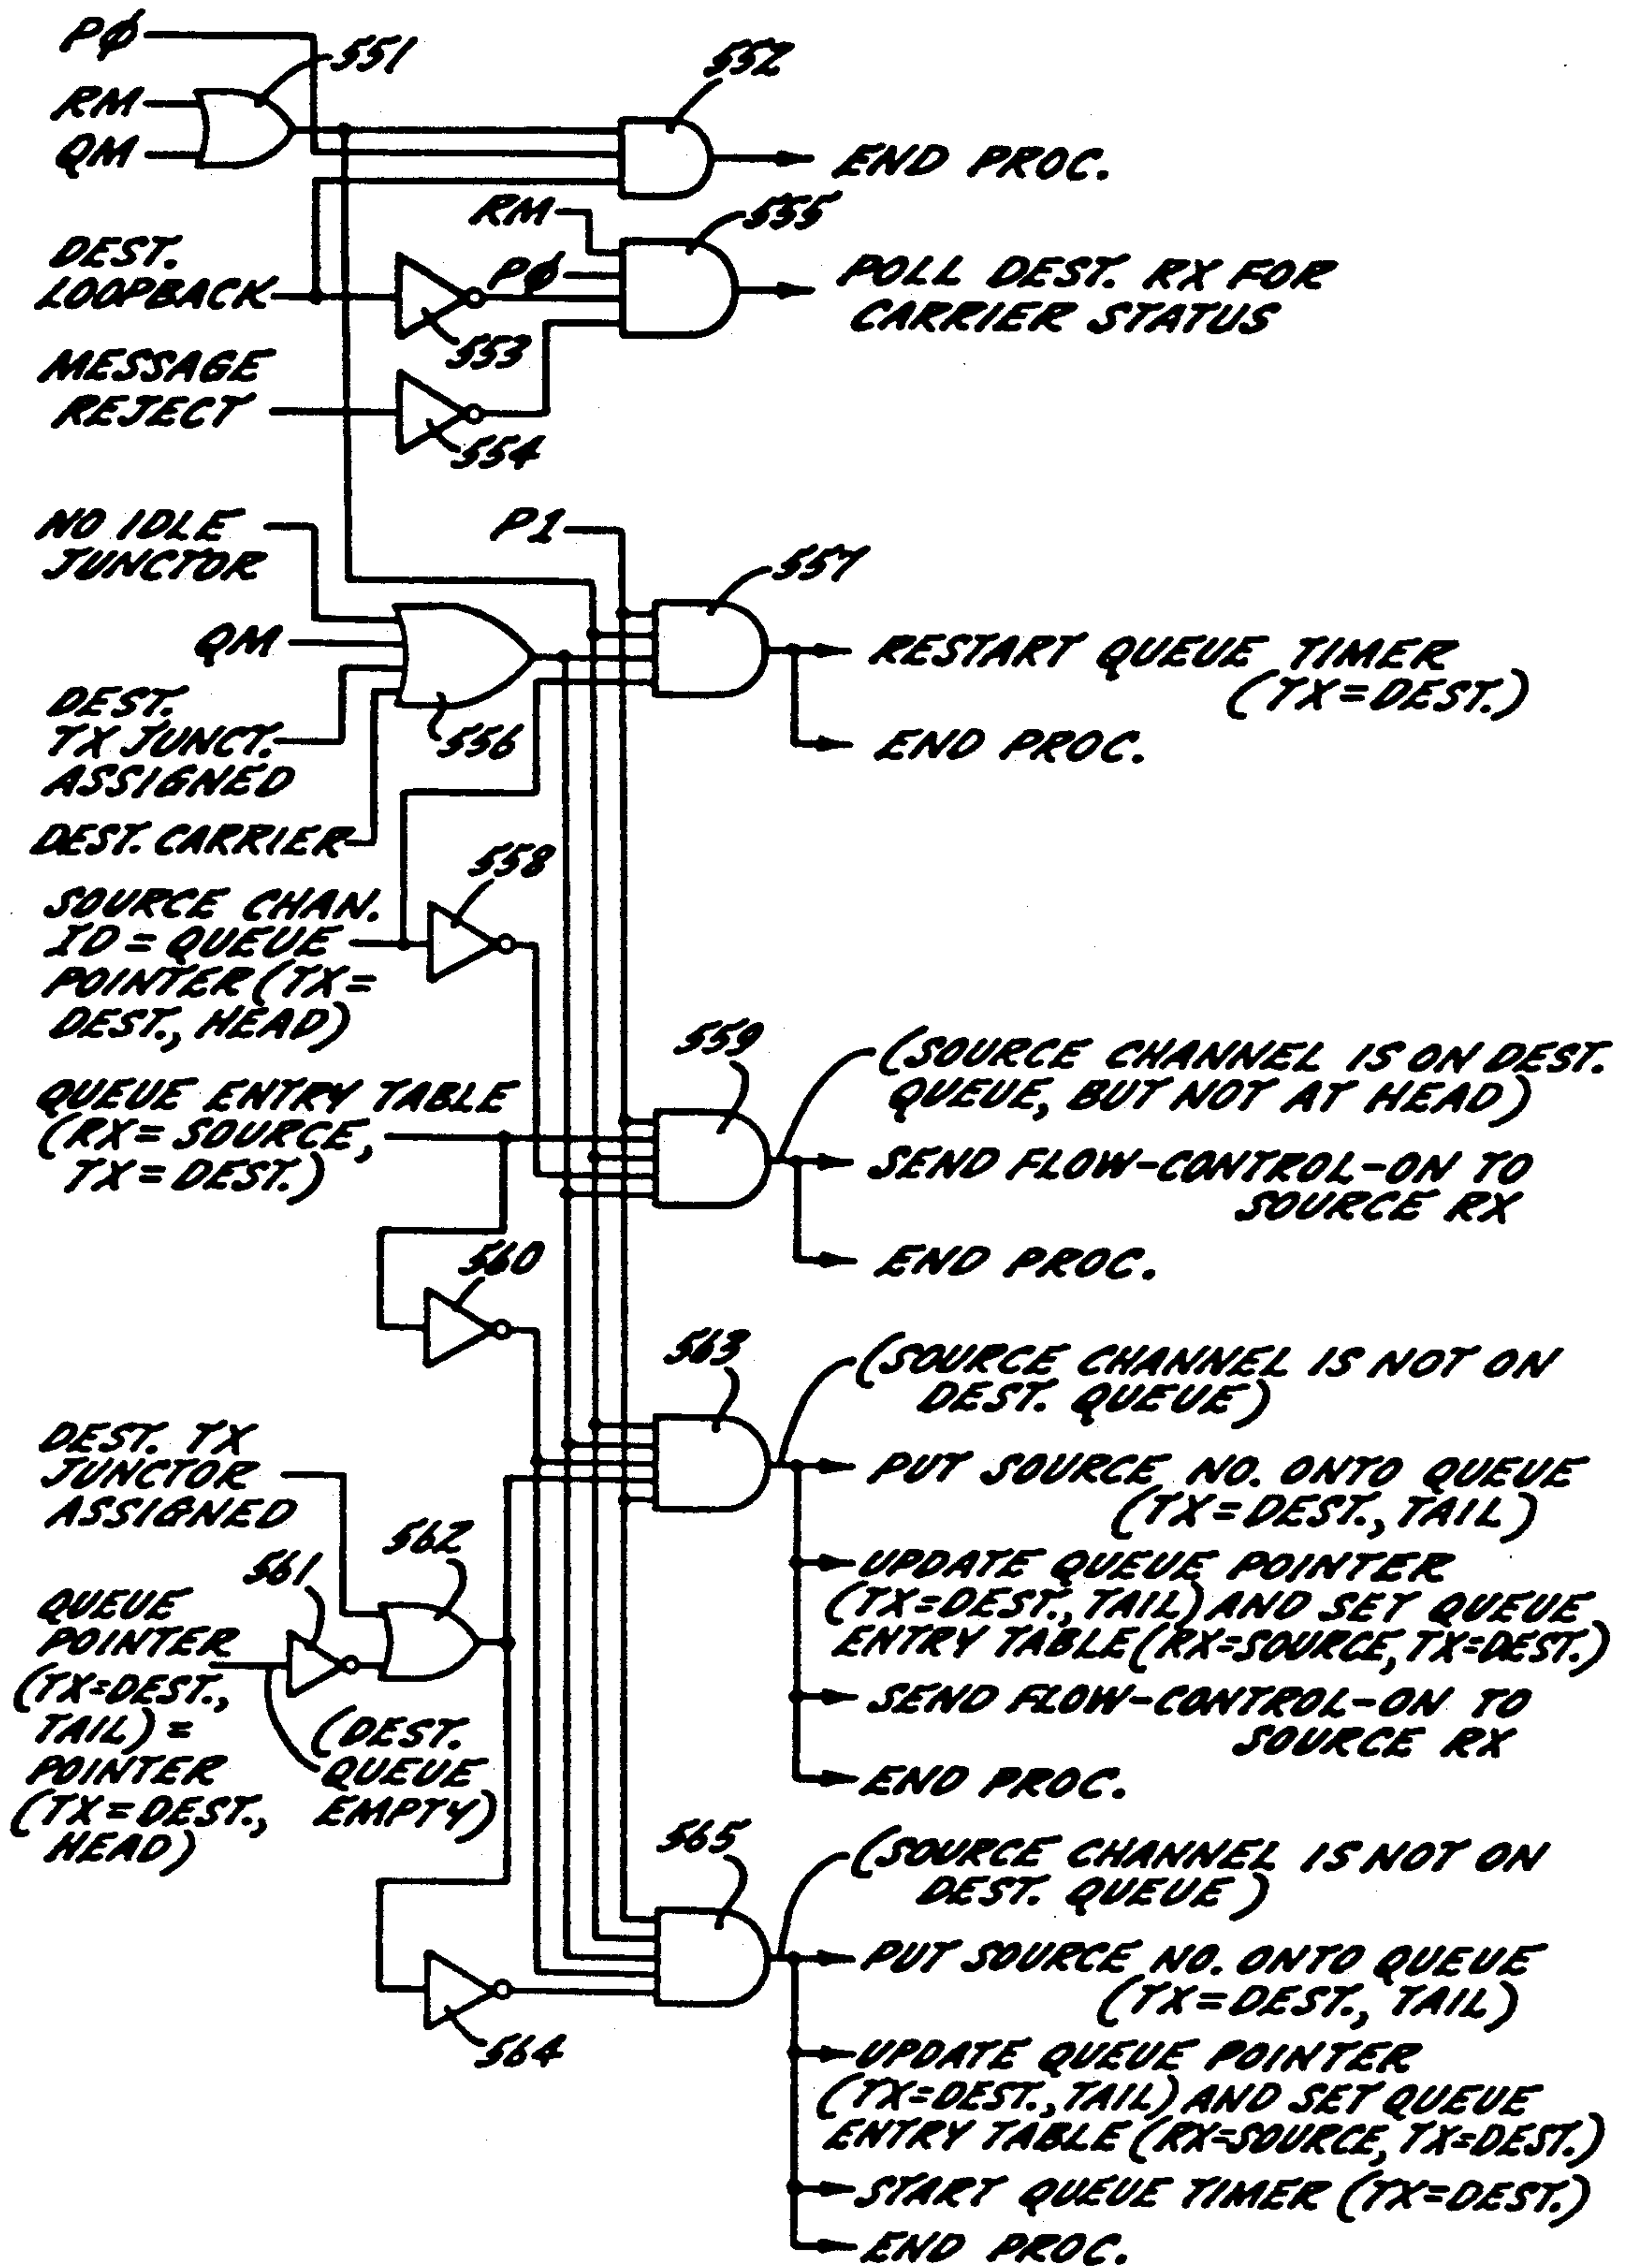 PØ
551
RM
QM
552
END PROC.
RM
555
DEST.
LOOPBACK
PØ
553
POLL DEST. RX FOR
CARRIER STATUS
MESSAGE
REJECT
554
NO IDLE
JUNCTOR
P1
557
QM
RESTART QUEUE TIMER
(TX=DEST.)
DEST.
TX JUNCT.
ASSIGNED
556
END PROC.
DEST. CARRIER
558
SOURCE CHAN.
ID = QUEUE
POINTER (TX=
DEST., HEAD)
559
(SOURCE CHANNEL IS ON DEST.
QUEUE, BUT NOT AT HEAD)
QUEUE ENTRY TABLE
(RX= SOURCE,
TX= DEST.)
SEND FLOW-CONTROL-ON TO
SOURCE RX
END PROC.
560
563
(SOURCE CHANNEL IS NOT ON
DEST. QUEUE)
DEST. TX
JUNCTOR
ASSIGNED
PUT SOURCE NO. ONTO QUEUE
(TX=DEST., TAIL)
562
561
UPDATE QUEUE POINTER
(TX=DEST., TAIL) AND SET QUEUE
ENTRY TABLE (RX=SOURCE, TX=DEST.)
QUEUE
POINTER
(TX=DEST.,
TAIL) =
POINTER
(TX=DEST.,
HEAD)
(DEST.
QUEUE
EMPTY)
SEND FLOW-CONTROL-ON TO
SOURCE RX
END PROC.
565
(SOURCE CHANNEL IS NOT ON
DEST. QUEUE)
PUT SOURCE NO. ONTO QUEUE
(TX=DEST., TAIL)
564
UPDATE QUEUE POINTER
(TX=DEST., TAIL) AND SET QUEUE
ENTRY TABLE (RX=SOURCE, TX=DEST.)
START QUEUE TIMER (TX=DEST.)
END PROC.